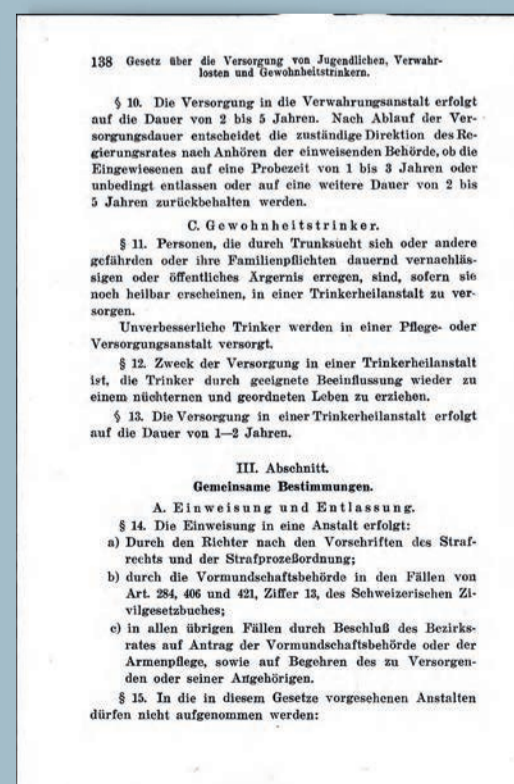 138 Gesetz über die Versorgung von Jugendlichen, Verwahr-
losten und Gewohnheitstrinkern.
§ 10. Die Versorgung in die Verwahrungsanstalt erfolgt
auf die Dauer von 2 bis 5 Jahren. Nach Ablauf der Ver-
sorgungsdauer entscheidet die zuständige Direktion des Re-
gierungsrates nach Anhören der einweisenden Behörde, ob die
Eingewiesenen auf eine Probezeit von 1 bis 3 Jahren oder
unbedingt entlassen oder auf eine weitere Dauer von 2 bis
5 Jahren zurückbehalten werden.
C. Gewohnheitstrinker.
§ 11. Personen, die durch Trunksucht sich oder andere
gefährden oder ihre Familienpflichten dauernd vernachläs-
sigen oder öffentliches Ärgernis erregen, sind, sofern sie
noch heilbar erscheinen, in einer Trinkerheilanstalt zu ver-
sorgen.
Unverbesserliche Trinker werden in einer Pflege- oder
Versorgungsanstalt versorgt.
§ 12. Zweck der Versorgung in einer Trinkerheilanstalt
ist, die Trinker durch geeignete Beeinflussung wieder zu
einem nüchternen und geordneten Leben zu erziehen.
§ 13. Die Versorgung in einer Trinkerheilanstalt erfolgt
auf die Dauer von 1—2 Jahren.
III. Abschnitt.
Gemeinsame Bestimmungen.
A. Einweisung und Entlassung.
§ 14. Die Einweisung in eine Anstalt erfolgt:
a) Durch den Richter nach den Vorschriften des Straf-
rechts und der Strafprozeßordnung;
b) durch die Vormundschaftsbehörde in den Fällen von
Art. 284, 406 und 421, Ziffer 13, des Schweizerischen Zi-
vilgesetzbuches;
c) in allen übrigen Fällen durch Beschluß des Bezirks-
rates auf Antrag der Vormundschaftsbehörde oder der
Armenpflege, sowie auf Begehren des zu Versorgen-
den oder seiner Angehörigen.
§ 15. In die in diesem Gesetze vorgesehenen Anstalten
dürfen nicht aufgenommen werden: